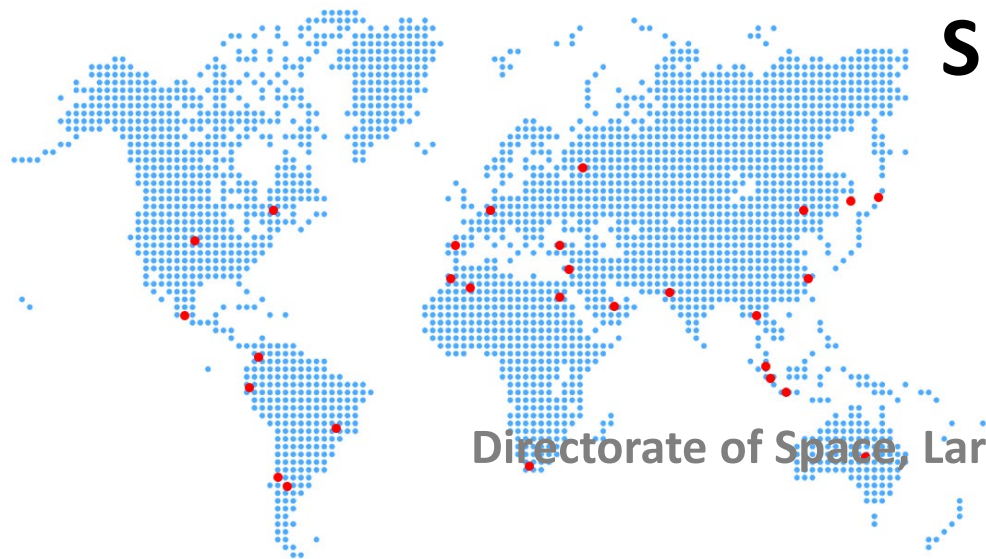 S
Directorate of Space, Lar